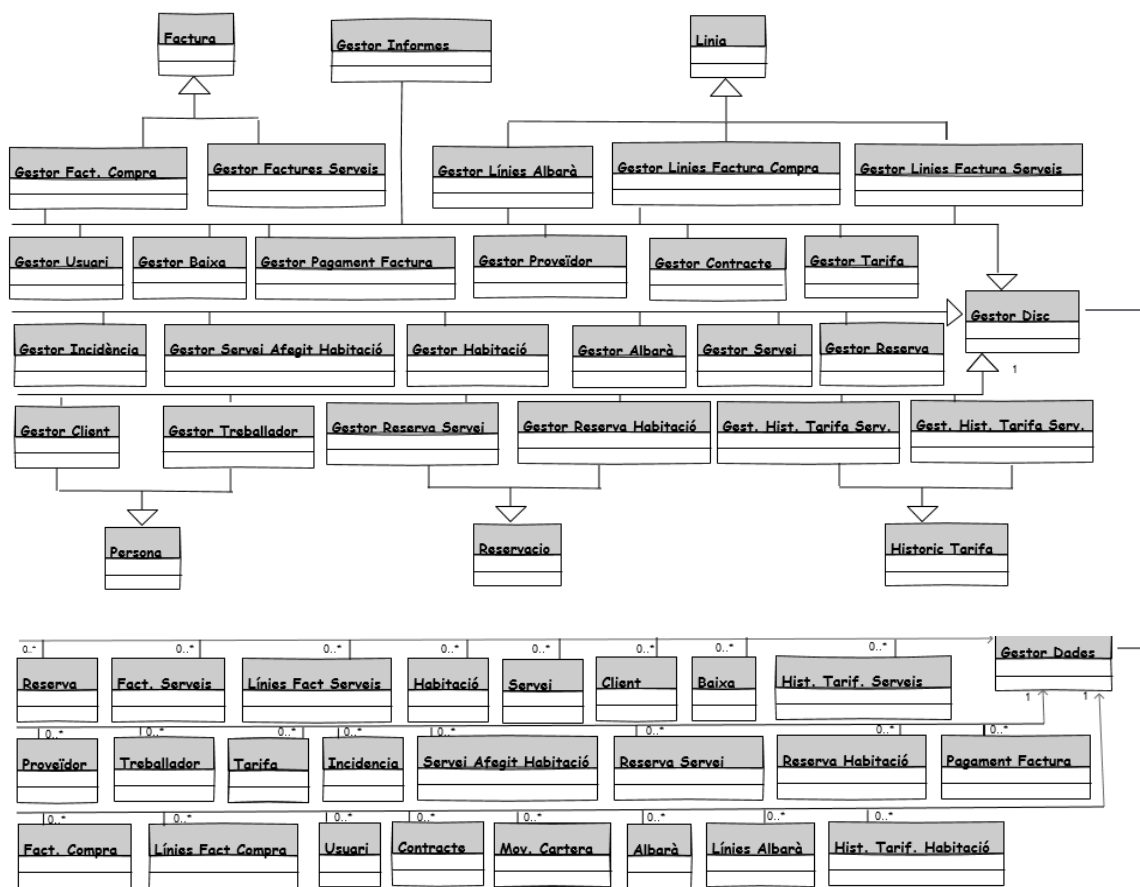 Factura
Gestor Informes
Linia
Gestor Fact. Compra
Gestor Factures Serveis
Gestor Línies Albarà
Gestor Linies Factura Compra
Gestor Linies Factura Serveis
Gestor Usuari
Gestor Baixa
Gestor Pagament Factura
Gestor Proveïdor
Gestor Contracte
Gestor Tarifa
Gestor Disc
1
Gestor Incidència
Gestor Servei Afegit Habitació
Gestor Habitació
Gestor Albarà
Gestor Servei
Gestor Reserva
Gestor Client
Gestor Treballador
Gestor Reserva Servei
Gestor Reserva Habitació
Gest. Hist. Tarifa Serv.
Gest. Hist. Tarifa Serv.
Persona
Reservacio
Historic Tarifa
0..* 0..* 0..* 0..* 0..* 0..* 0..* 0..*
Gestor Dades
1 1
Reserva
Fact. Serveis
Línies Fact Serveis
Habitació
Servei
Client
Baixa
Hist. Tarif. Serveis
0..* 0..* 0..* 0..* 0..* 0..* 0..* 0..*
Proveïdor
Treballador
Tarifa
Incidencia
Servei Afegit Habitació
Reserva Servei
Reserva Habitació
Pagament Factura
0..* 0..* 0..* 0..* 0..* 0..* 0..* 0..*
Fact. Compra
Línies Fact Compra
Usuari
Contracte
Mov. Cartera
Albarà
Línies Albarà
Hist. Tarif. Habitació